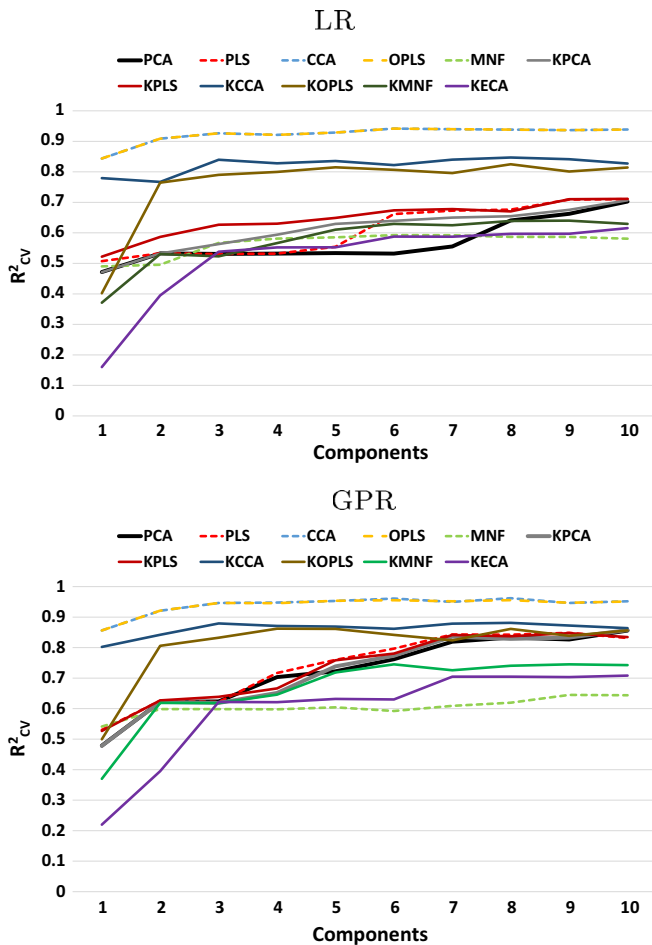 LR
PCA PLS CCA OPLS MNF KPCA
KPLS KCCA KOPLS KMNF KECA
1
0.9
0.8
0.7
0.6
0.5
0.4
0.3
0.2
0.1
0
R²CV
1 2 3 4 5 6 7 8 9 10
Components
GPR
PCA PLS CCA OPLS MNF KPCA
KPLS KCCA KOPLS KMNF KECA
1
0.9
0.8
0.7
0.6
0.5
0.4
0.3
0.2
0.1
0
R²CV
1 2 3 4 5 6 7 8 9 10
Components